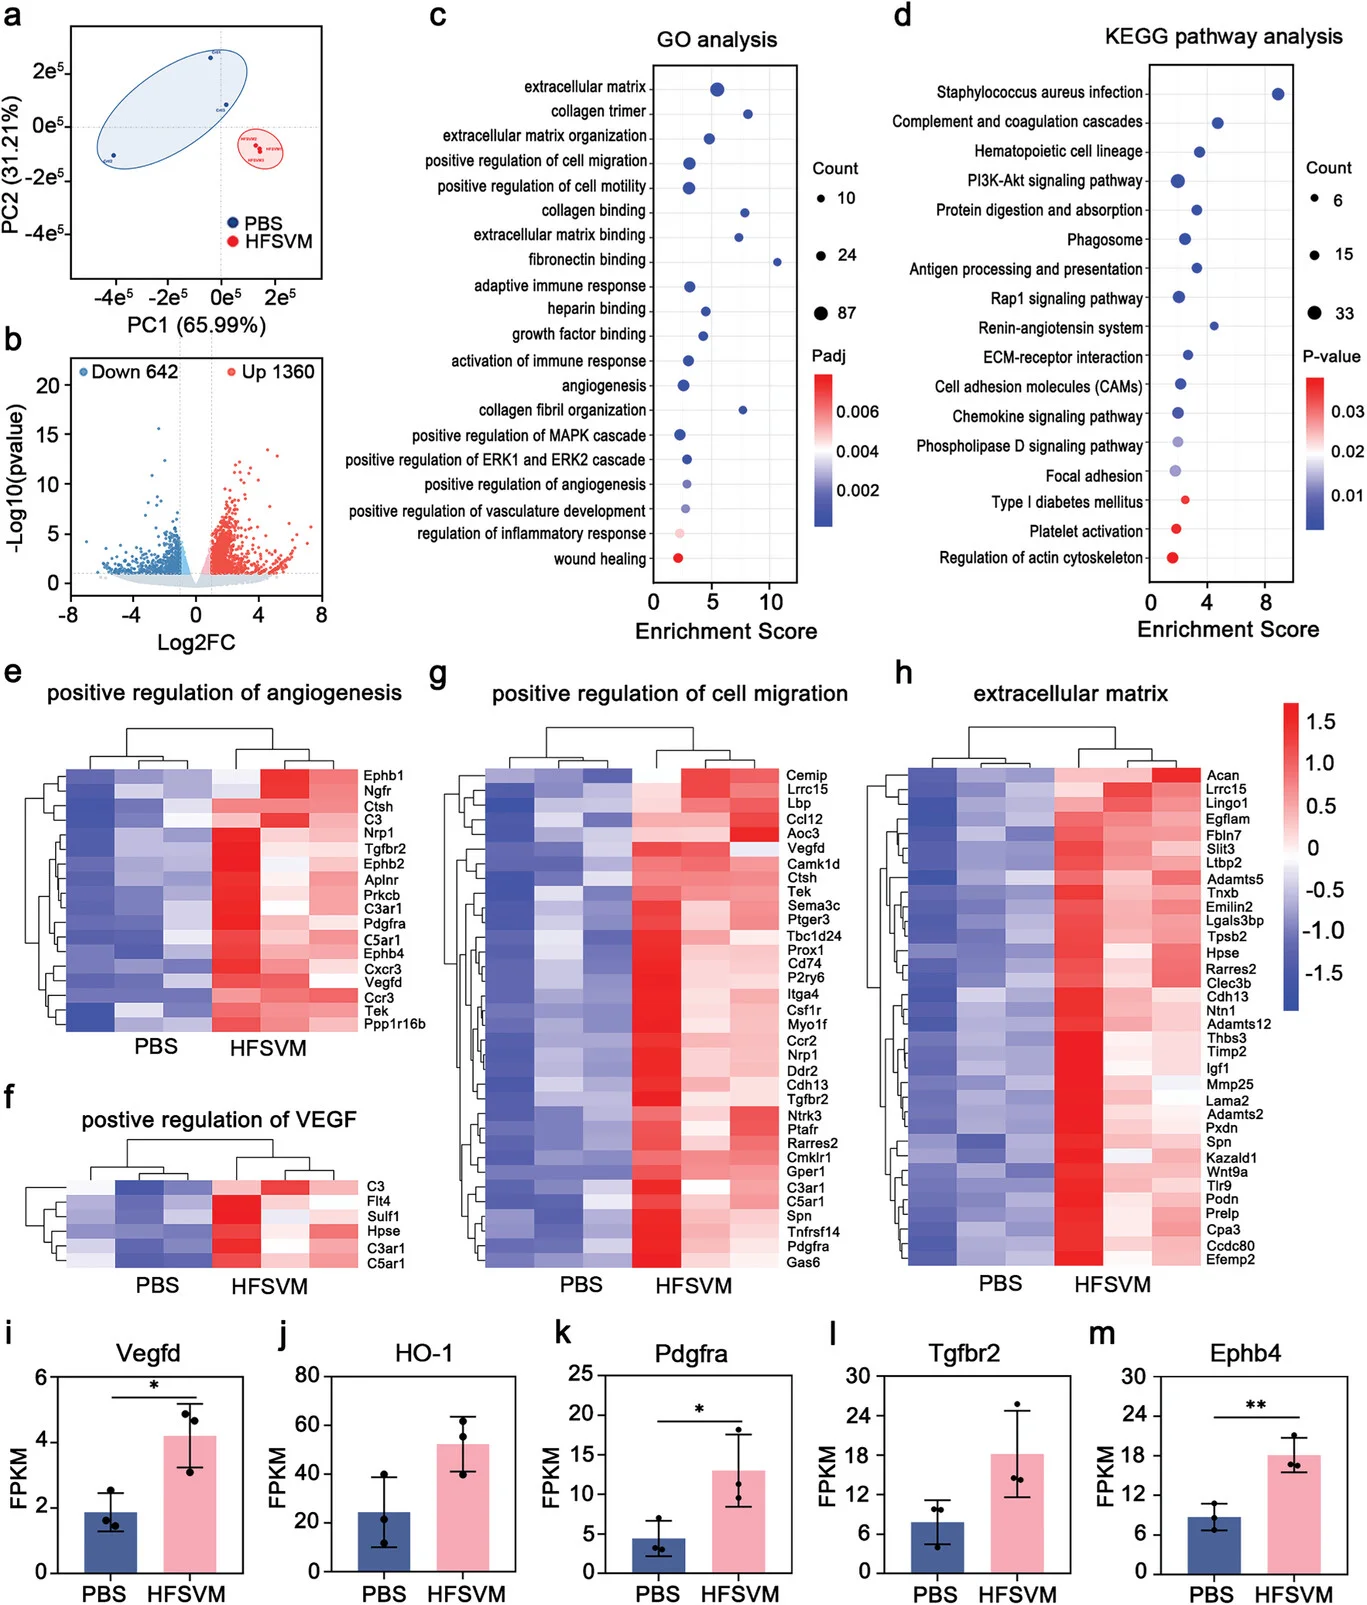 a
2e5
0e5
-2e5
-4e5
PC2 (31.21%)
PBS
HFSVM
-4e5
-2e5
0e5
2e5
PC1 (65.99%)
b
Down 642
Up 1360
20
15
10
5
0
-Log10(pvalue)
-8
-4
0
4
8
Log2FC
c
GO analysis
extracellular matrix
collagen trimer
extracellular matrix organization
positive regulation of cell migration
positive regulation of cell motility
collagen binding
extracellular matrix binding
fibronectin binding
adaptive immune response
heparin binding
growth factor binding
activation of immune response
angiogenesis
collagen fibril organization
positive regulation of MAPK cascade
positive regulation of ERK1 and ERK2 cascade
positive regulation of angiogenesis
positive regulation of vasculature development
regulation of inflammatory response
wound healing
0
5
10
Enrichment Score
Count
10
24
87
Padj
0.006
0.004
0.002
d
KEGG pathway analysis
Staphylococcus aureus infection
Complement and coagulation cascades
Hematopoietic cell lineage
PI3K-Akt signaling pathway
Protein digestion and absorption
Phagosome
Antigen processing and presentation
Rap1 signaling pathway
Renin-angiotensin system
ECM-receptor interaction
Cell adhesion molecules (CAMs)
Chemokine signaling pathway
Phospholipase D signaling pathway
Focal adhesion
Type I diabetes mellitus
Platelet activation
Regulation of actin cytoskeleton
0
4
8
Enrichment Score
Count
6
15
33
P-value
0.03
0.02
0.01
e
positive regulation of angiogenesis
Ephb1
Ngfr
Ctsh
C3
Nrp1
Tgfbr2
Ephb2
Aplnr
Prkcb
C3ar1
Pdgfra
C5ar1
Ephb4
Cxcr3
Vegfd
Ccr3
Tek
Ppp1r16b
PBS
HFSVM
f
postive regulation of VEGF
C3
Flt4
Sulf1
Hpse
C3ar1
C5ar1
PBS
HFSVM
g
positive regulation of cell migration
Cemip
Lrrc15
Lbp
Ccl12
Aoc3
Vegfd
Camk1d
Ctsh
Tek
Sema3c
Ptger3
Tbc1d24
Prox1
Cd74
P2ry6
Itga4
Csf1r
Myo1f
Ccr2
Nrp1
Ddr2
Cdh13
Tgfbr2
Ntrk3
Ptafr
Rarres2
Cmklr1
Gper1
C3ar1
C5ar1
Spn
Tnfrsf14
Pdgfra
Gas6
PBS
HFSVM
h
extracellular matrix
Acan
Lrrc15
Lingo1
Egflam
Fbln7
Slit3
Ltbp2
Adamts5
Tnxb
Emilin2
Lgals3bp
Tpsb2
Hpse
Rarres2
Clec3b
Cdh13
Ntn1
Adamts12
Thbs3
Timp2
Igf1
Mmp25
Lama2
Adamts2
Pxdn
Spn
Kazald1
Wnt9a
Tlr9
Podn
Prelp
Cpa3
Ccdc80
Efemp2
PBS
HFSVM
1.5
1.0
0.5
0
-0.5
-1.0
-1.5
i
Vegfd
6
4
2
0
FPKM
*
PBS
HFSVM
j
HO-1
80
60
40
20
0
FPKM
PBS
HFSVM
k
Pdgfra
25
20
15
10
5
0
FPKM
*
PBS
HFSVM
l
Tgfbr2
30
24
18
12
6
0
FPKM
PBS
HFSVM
m
Ephb4
30
24
18
12
6
0
FPKM
**
PBS
HFSVM